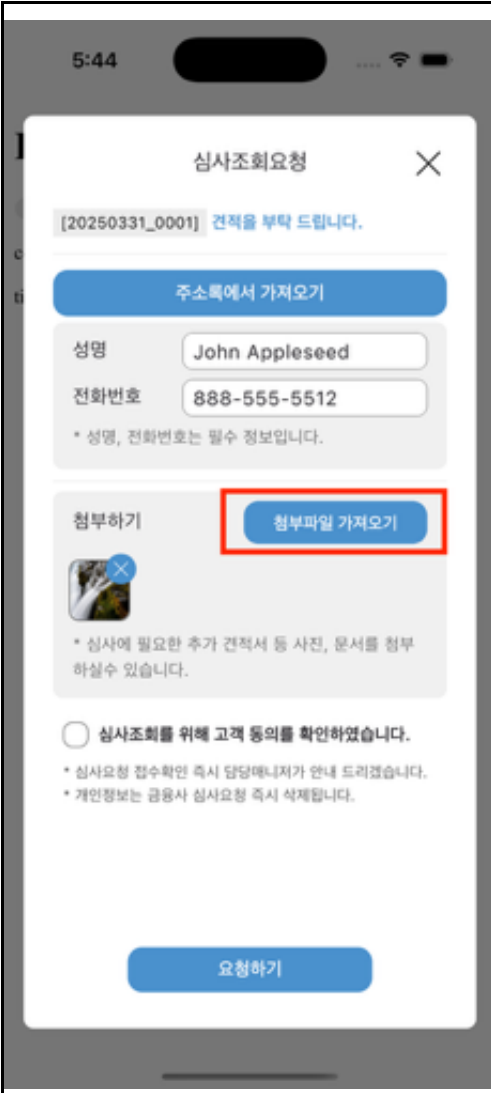 5:44
심사조회요청
[20250331_0001] 견적을 부탁 드립니다.
주소록에서 가져오기
성명 John Appleseed
전화번호 888-555-5512
* 성명, 전화번호는 필수 정보입니다.
첨부하기 첨부파일 가져오기
* 심사에 필요한 추가 견적서 등 사진, 문서를 첨부
하실수 있습니다.
심사조회를 위해 고객 동의를 확인하였습니다.
* 심사요청 접수확인 즉시 담당매니저가 안내 드리겠습니다.
* 개인정보는 금융사 심사요청 즉시 삭제됩니다.
요청하기